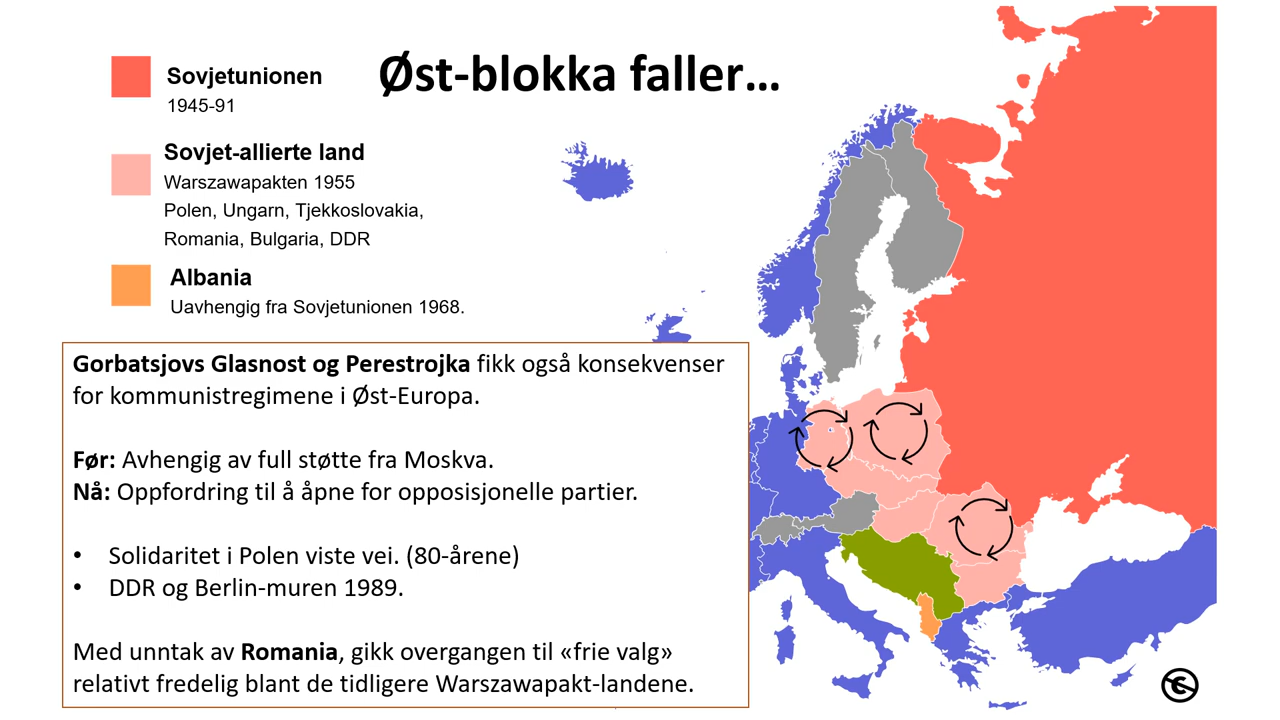 Øst-blokka faller…
Sovjetunionen
1945-91
Sovjet-allierte land
Warszawapakten 1955
Polen, Ungarn, Tjekkoslovakia,
Romania, Bulgaria, DDR
Albania
Uavhengig fra Sovjetunionen 1968.
Gorbatsjovs Glasnost og Perestrojka fikk også konsekvenser
for kommunistregimene i Øst-Europa.
Før: Avhengig av full støtte fra Moskva.
Nå: Oppfordring til å åpne for opposisjonelle partier.
• Solidaritet i Polen viste vei. (80-årene)
• DDR og Berlin-muren 1989.
Med unntak av Romania, gikk overgangen til «frie valg»
relativt fredelig blant de tidligere Warszawapakt-landene.